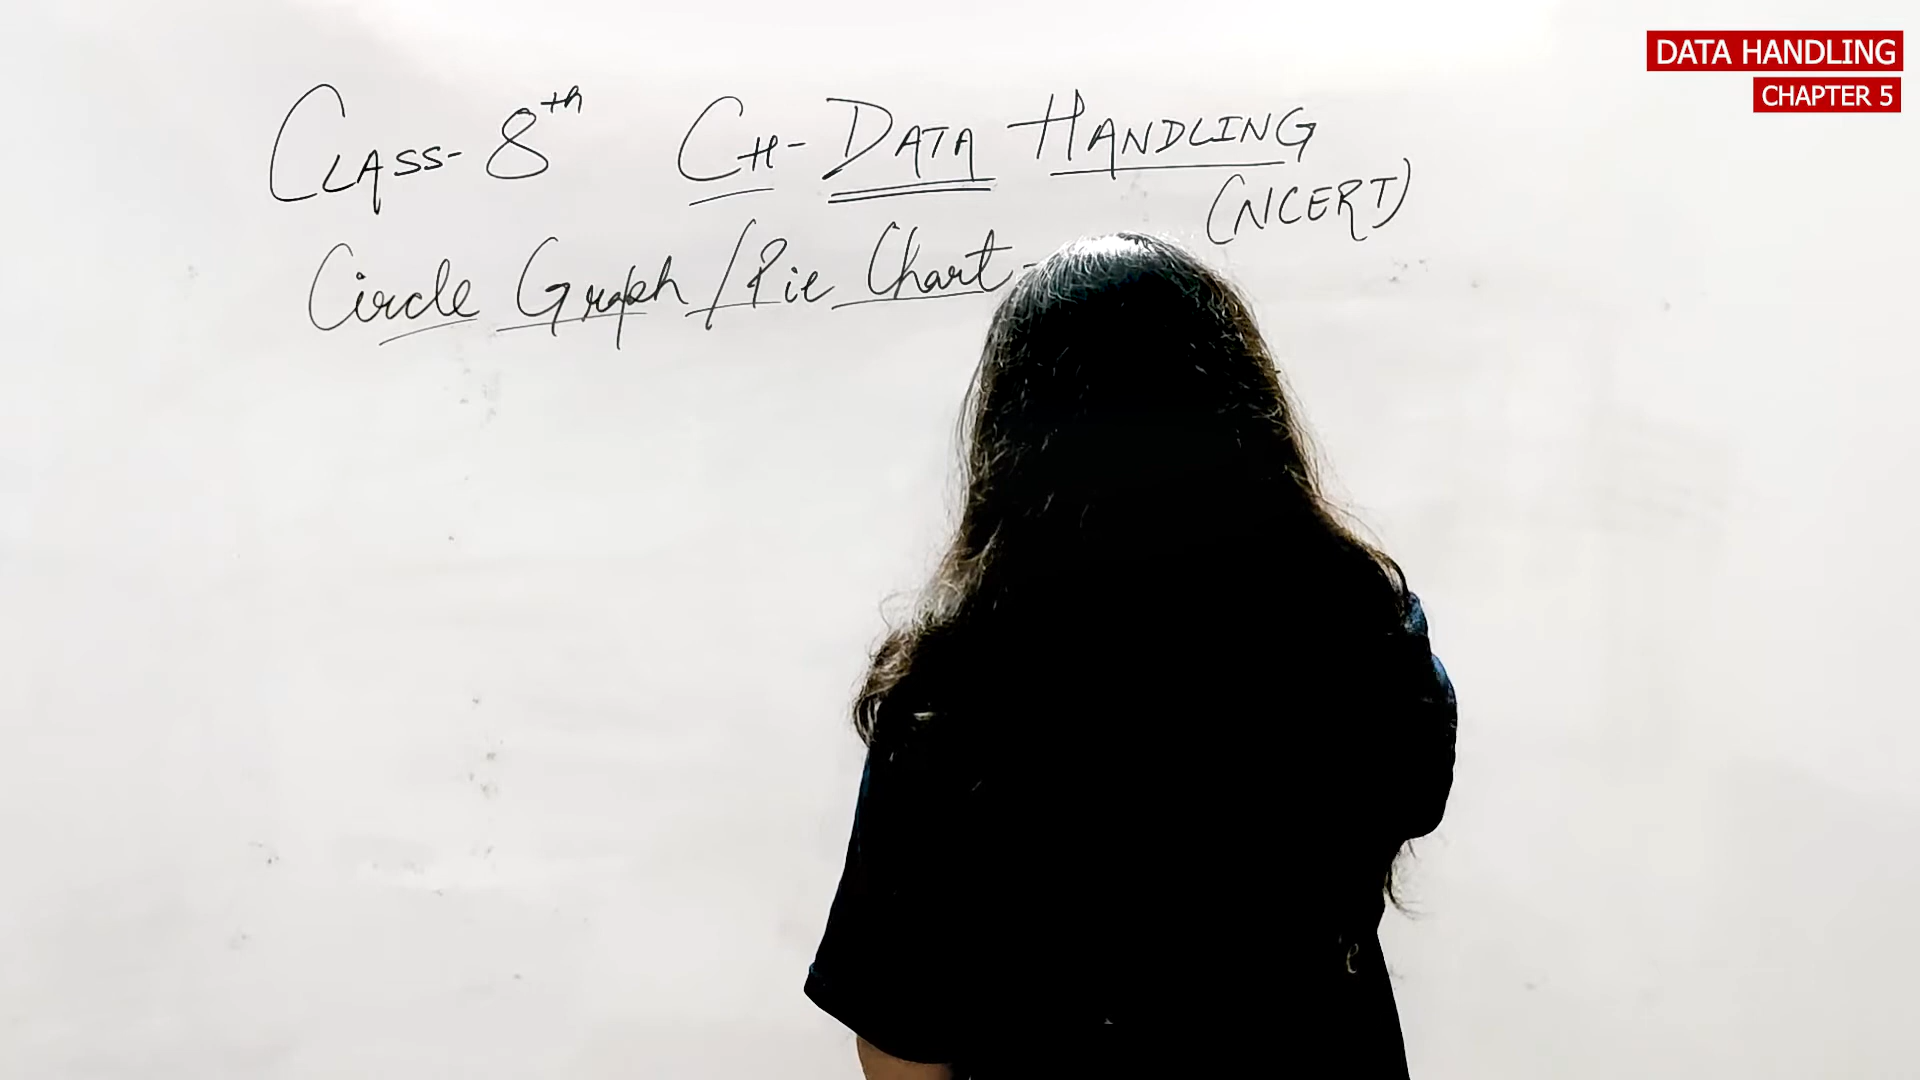 DATA HANDLING
CHAPTER 5
CLASS-8th CH-DATA HANDLING
(NCERT)
Circle Graph/Pie Chart-